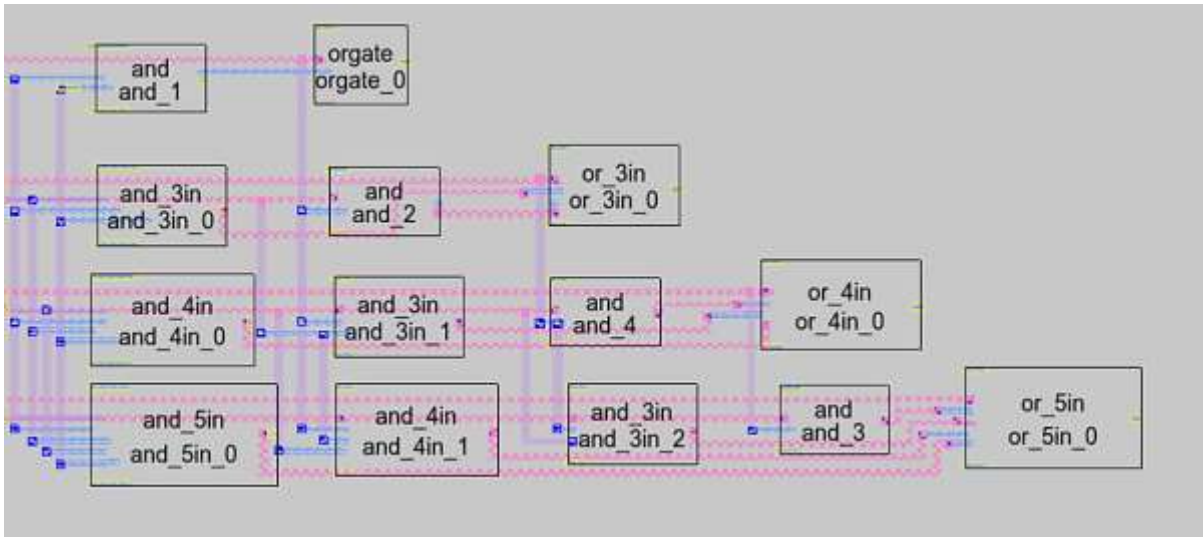 and
and_1
orgate
orgate_0
and_3in
and_3in_0
and
and_2
or_3in
or_3in_0
and_4in
and_4in_0
and_3in
and_3in_1
and
and_4
or_4in
or_4in_0
and_5in
and_5in_0
and_4in
and_4in_1
and_3in
and_3in_2
and
and_3
or_5in
or_5in_0